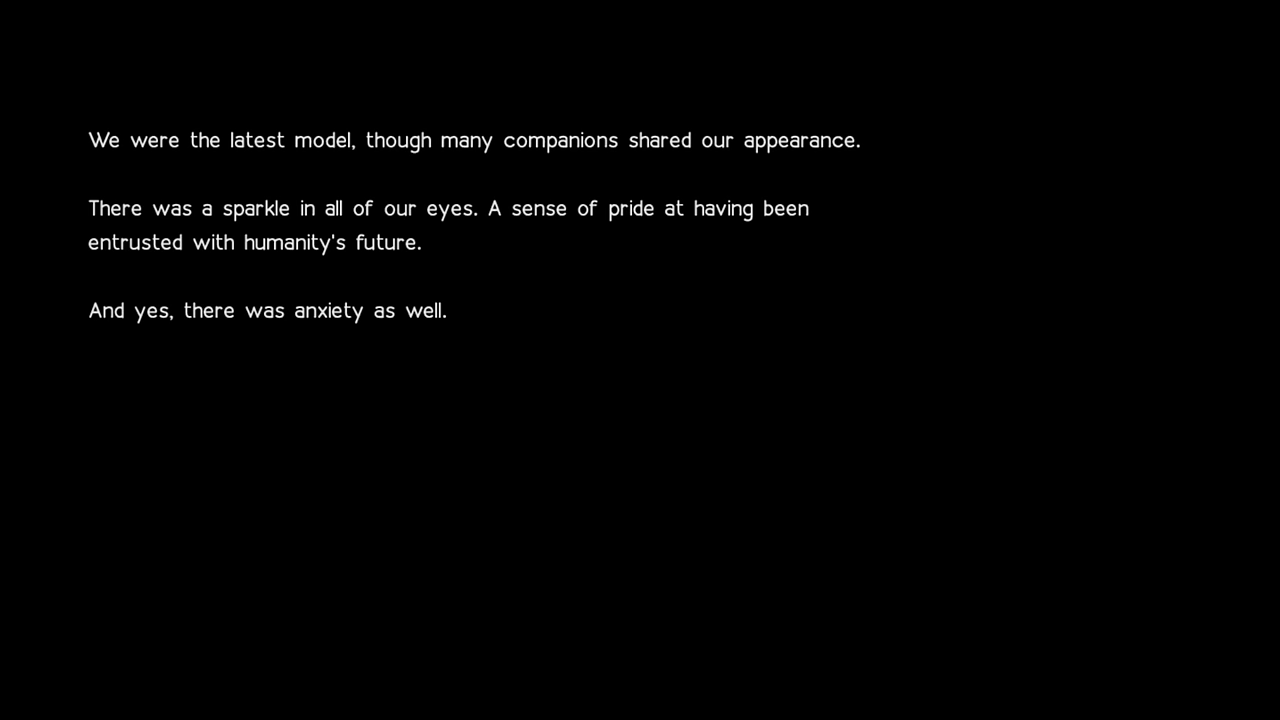 We were the latest model, though many companions shared our appearance.
There was a sparkle in all of our eyes. A sense of pride at having been
entrusted with humanity's future.
And yes, there was anxiety as well.